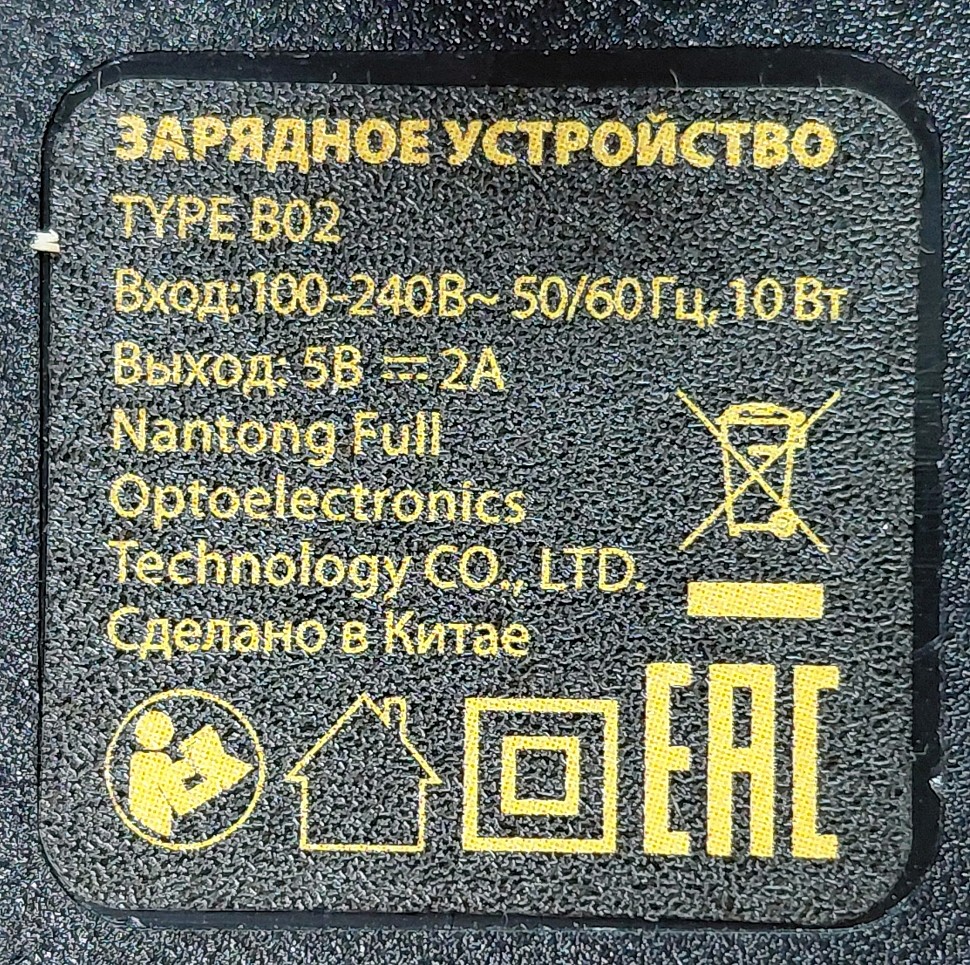 ЗАРЯДНОЕ УСТРОЙСТВО
TYPE B02
Вход: 100-240В~ 50/60Гц, 10 Вт
Выход: 5В ⎓ 2А
Nantong Full
Optoelectronics
Technology CO., LTD.
Сделано в Китае
EAC